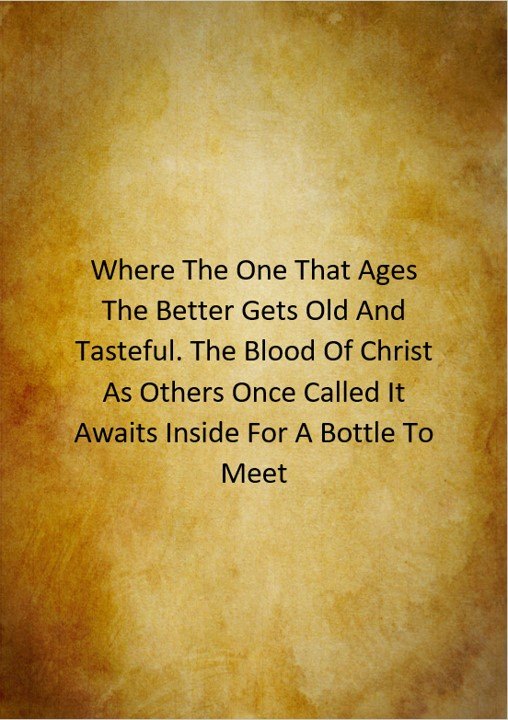 Where The One That Ages
The Better Gets Old And
Tasteful. The Blood Of Christ
As Others Once Called It
Awaits Inside For A Bottle To
Meet